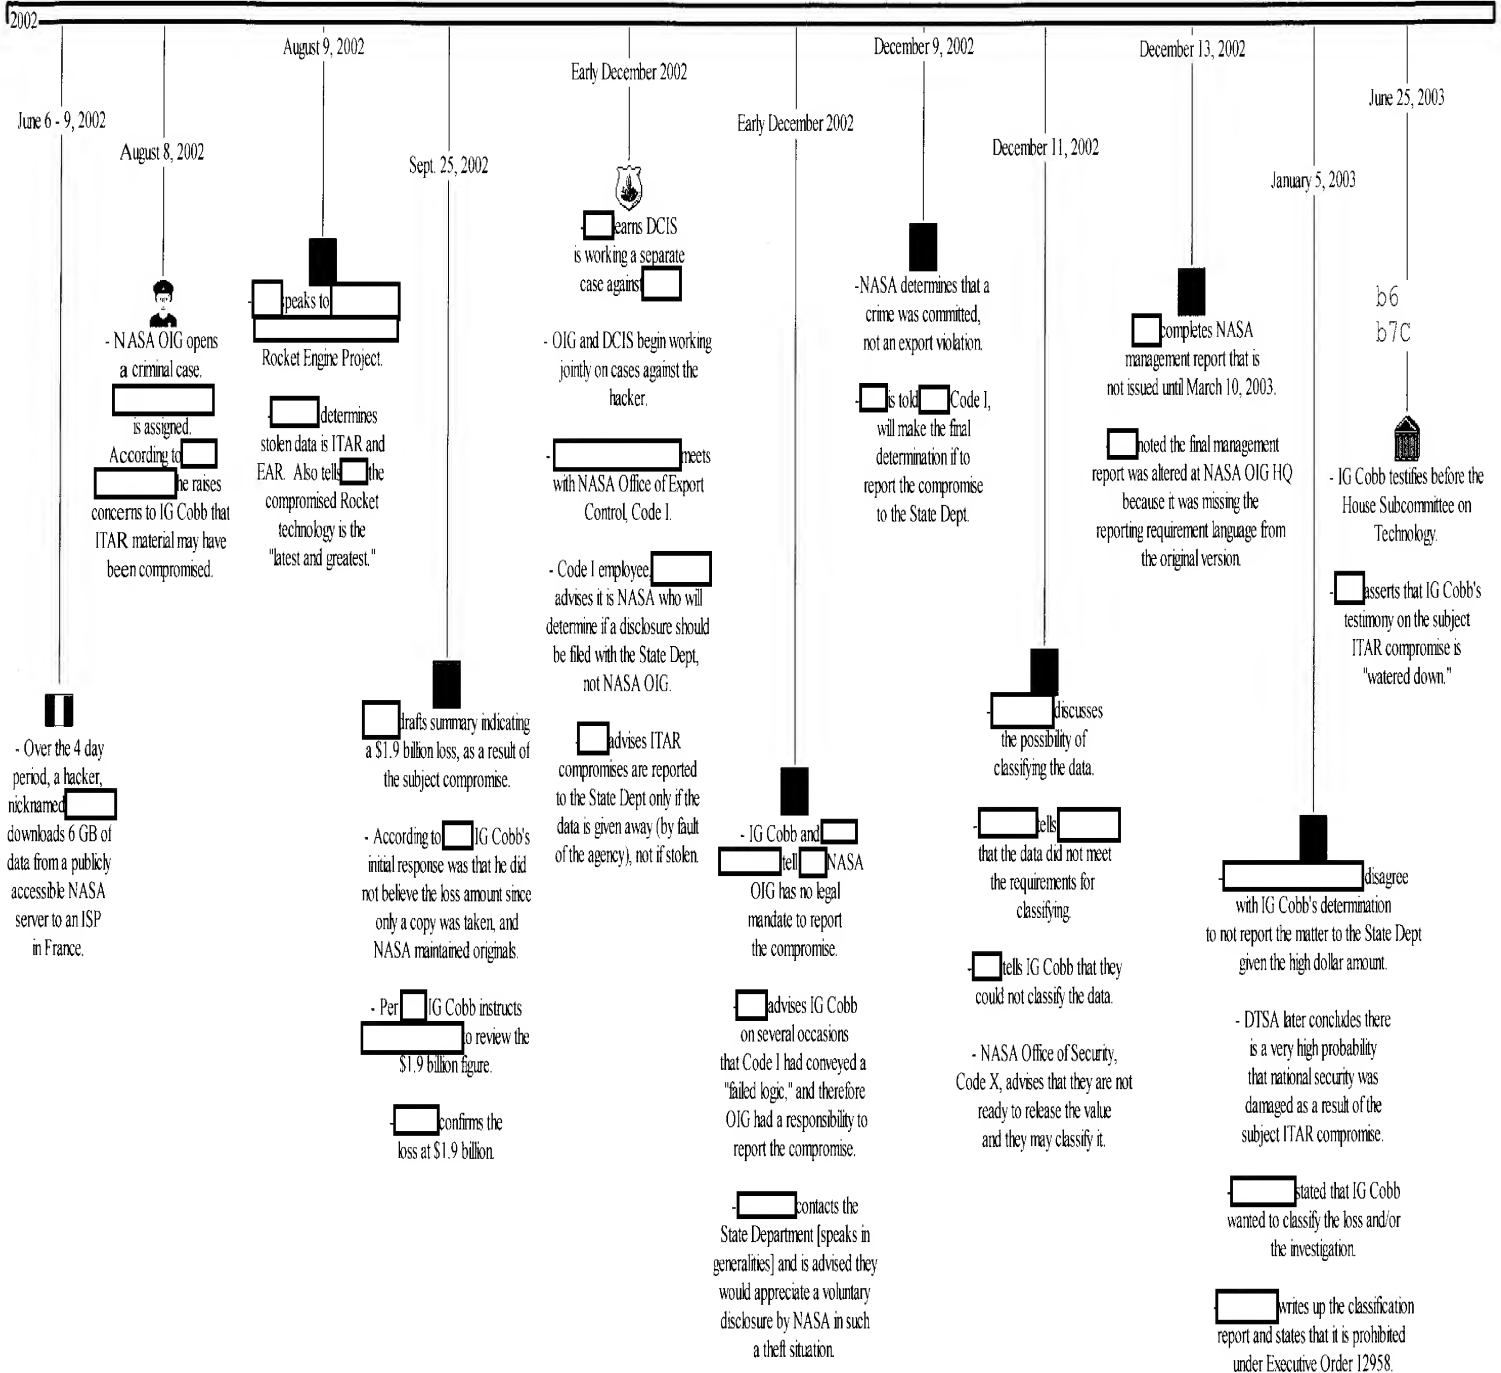 2002
June 6 - 9, 2002
- Over the 4 day
period, a hacker,
nicknamed
downloads 6 GB of
data from a publicly
accessible NASA
server to an ISP
in France.
August 8, 2002
- NASA OIG opens
a criminal case.
is assigned.
According to
he raises
concerns to IG Cobb that
ITAR material may have
been compromised.
August 9, 2002
- speaks to
Rocket Engine Project.
- determines
stolen data is ITAR and
EAR. Also tells the
compromised Rocket
technology is the
"latest and greatest."
Sept. 25, 2002
drafts summary indicating
a $1.9 billion loss, as a result of
the subject compromise.
- According to IG Cobb's
initial response was that he did
not believe the loss amount since
only a copy was taken, and
NASA maintained originals.
- Per IG Cobb instructs
to review the
$1.9 billion figure.
- confirms the
loss at $1.9 billion.
Early December 2002
- earns DCIS
is working a separate
case against
- OIG and DCIS begin working
jointly on cases against the
hacker.
- meets
with NASA Office of Export
Control, Code I.
- Code I employee,
advises it is NASA who will
determine if a disclosure should
be filed with the State Dept,
not NASA OIG.
- advises ITAR
compromises are reported
to the State Dept only if the
data is given away (by fault
of the agency), not if stolen.
Early December 2002
- IG Cobb and
tell NASA
OIG has no legal
mandate to report
the compromise.
- advises IG Cobb
on several occasions
that Code I had conveyed a
"failed logic," and therefore
OIG had a responsibility to
report the compromise.
- contacts the
State Department [speaks in
generalities] and is advised they
would appreciate a voluntary
disclosure by NASA in such
a theft situation.
December 9, 2002
-NASA determines that a
crime was committed,
not an export violation.
- is told Code I,
will make the final
determination if to
report the compromise
to the State Dept.
December 11, 2002
- discusses
the possibility of
classifying the data.
- tells
that the data did not meet
the requirements for
classifying.
- tells IG Cobb that they
could not classify the data.
- NASA Office of Security,
Code X, advises that they are not
ready to release the value
and they may classify it.
December 13, 2002
completes NASA
management report that is
not issued until March 10, 2003.
- noted the final management
report was altered at NASA OIG HQ
because it was missing the
reporting requirement language from
the original version.
January 5, 2003
- disagree
with IG Cobb's determination
to not report the matter to the State Dept
given the high dollar amount.
- DTSA later concludes there
is a very high probability
that national security was
damaged as a result of the
subject ITAR compromise.
- stated that IG Cobb
wanted to classify the loss and/or
the investigation.
- writes up the classification
report and states that it is prohibited
under Executive Order 12958.
June 25, 2003
b6
b7C
- IG Cobb testifies before the
House Subcommittee on
Technology.
- asserts that IG Cobb's
testimony on the subject
ITAR compromise is
"watered down."